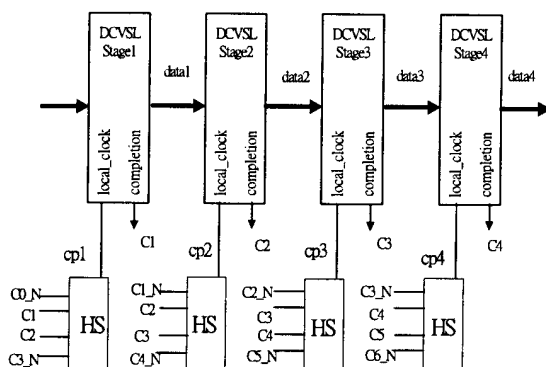 DCVSL
Stage1
DCVSL
Stage2
DCVSL
Stage3
DCVSL
Stage4
data1
data2
data3
data4
local_clock
completion
local_clock
completion
local_clock
completion
local_clock
completion
C1
C2
C3
C4
cp1
cp2
cp3
cp4
C0_N
C1
C2
C3_N
HS
C1_N
C2
C3
C4_N
HS
C2_N
C3
C4
C5_N
HS
C3_N
C4
C5
C6_N
HS